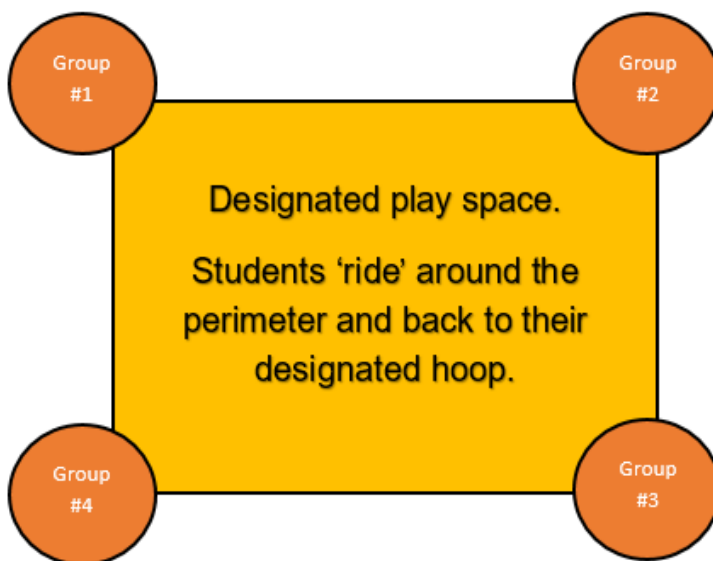 Group
#1
Group
#2
Designated play space.
Students ‘ride’ around the
perimeter and back to their
designated hoop.
Group
#4
Group
#3